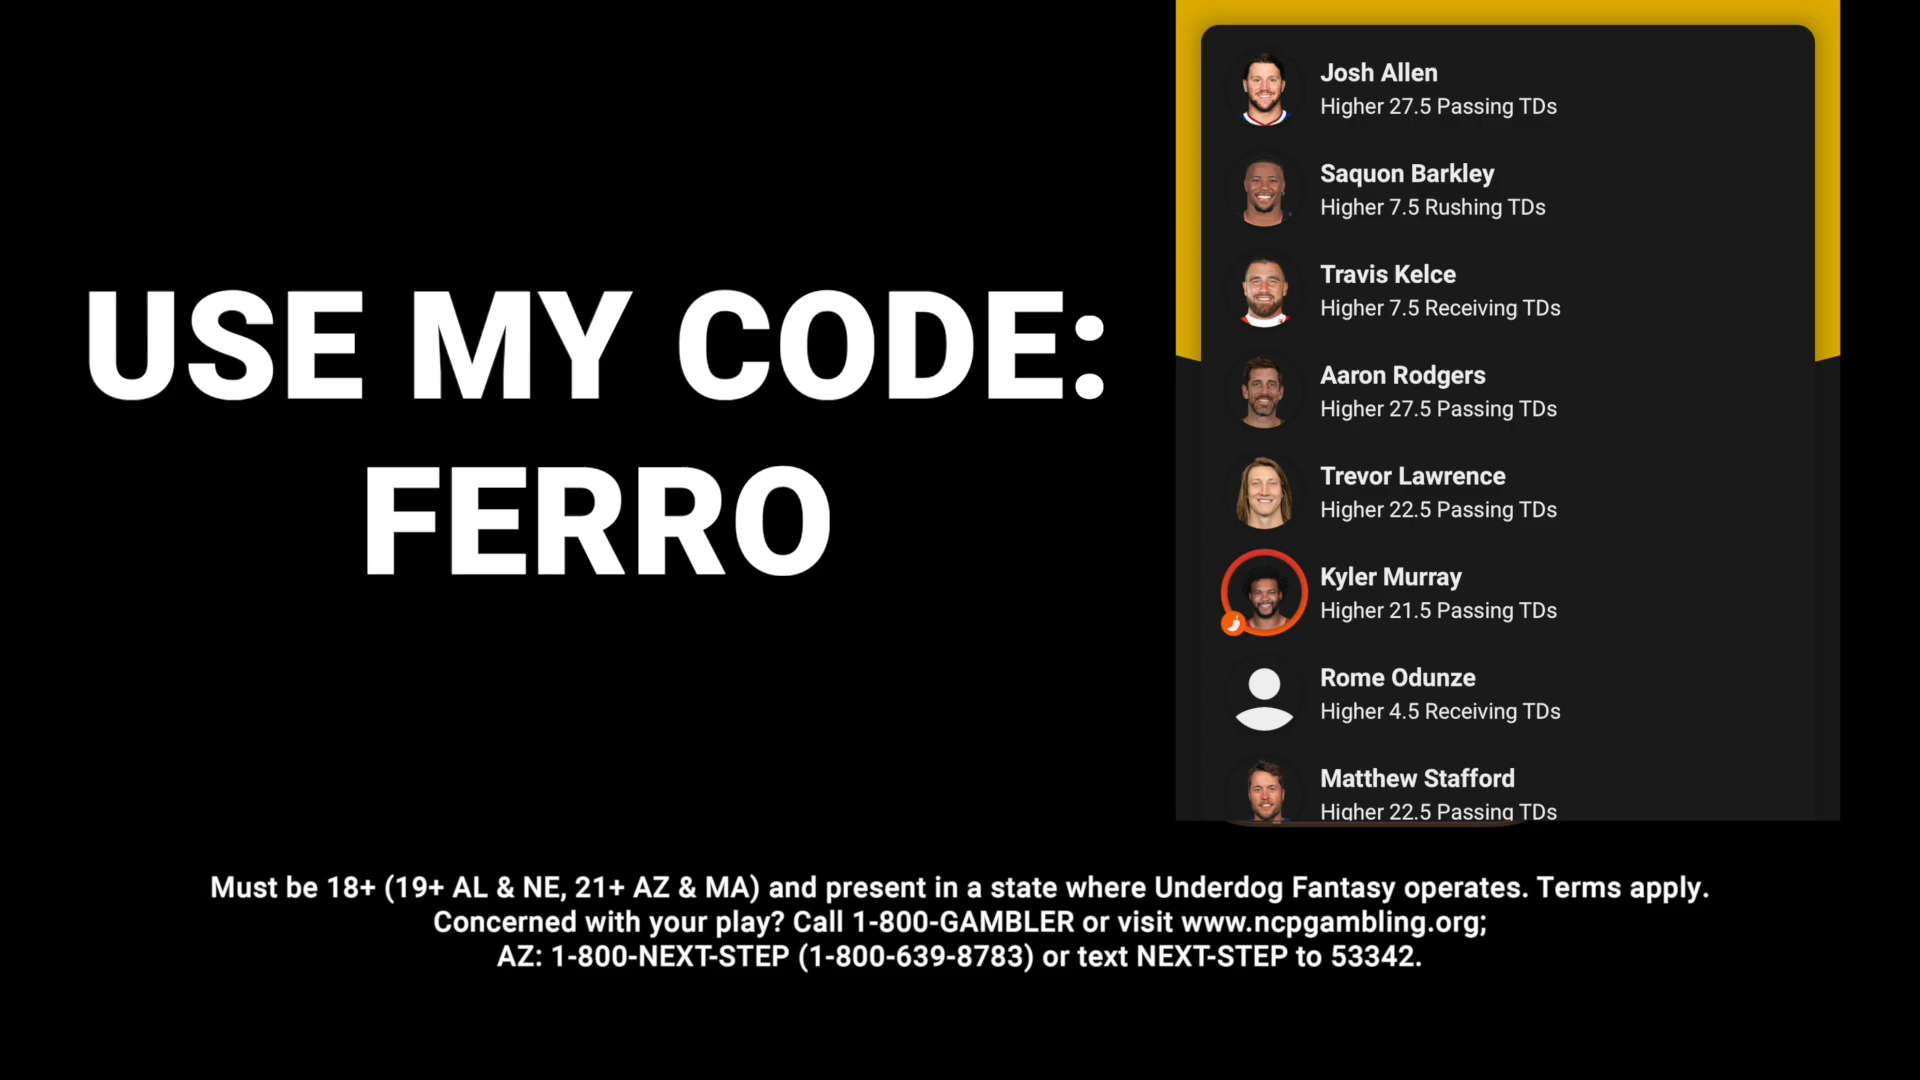 USE MY CODE:
FERRO
Josh Allen
Higher 27.5 Passing TDs
Saquon Barkley
Higher 7.5 Rushing TDs
Travis Kelce
Higher 7.5 Receiving TDs
Aaron Rodgers
Higher 27.5 Passing TDs
Trevor Lawrence
Higher 22.5 Passing TDs
Kyler Murray
Higher 21.5 Passing TDs
Rome Odunze
Higher 4.5 Receiving TDs
Matthew Stafford
Higher 22.5 Passing TDs
Must be 18+ (19+ AL & NE, 21+ AZ & MA) and present in a state where Underdog Fantasy operates. Terms apply.
Concerned with your play? Call 1-800-GAMBLER or visit www.ncpgambling.org;
AZ: 1-800-NEXT-STEP (1-800-639-8783) or text NEXT-STEP to 53342.